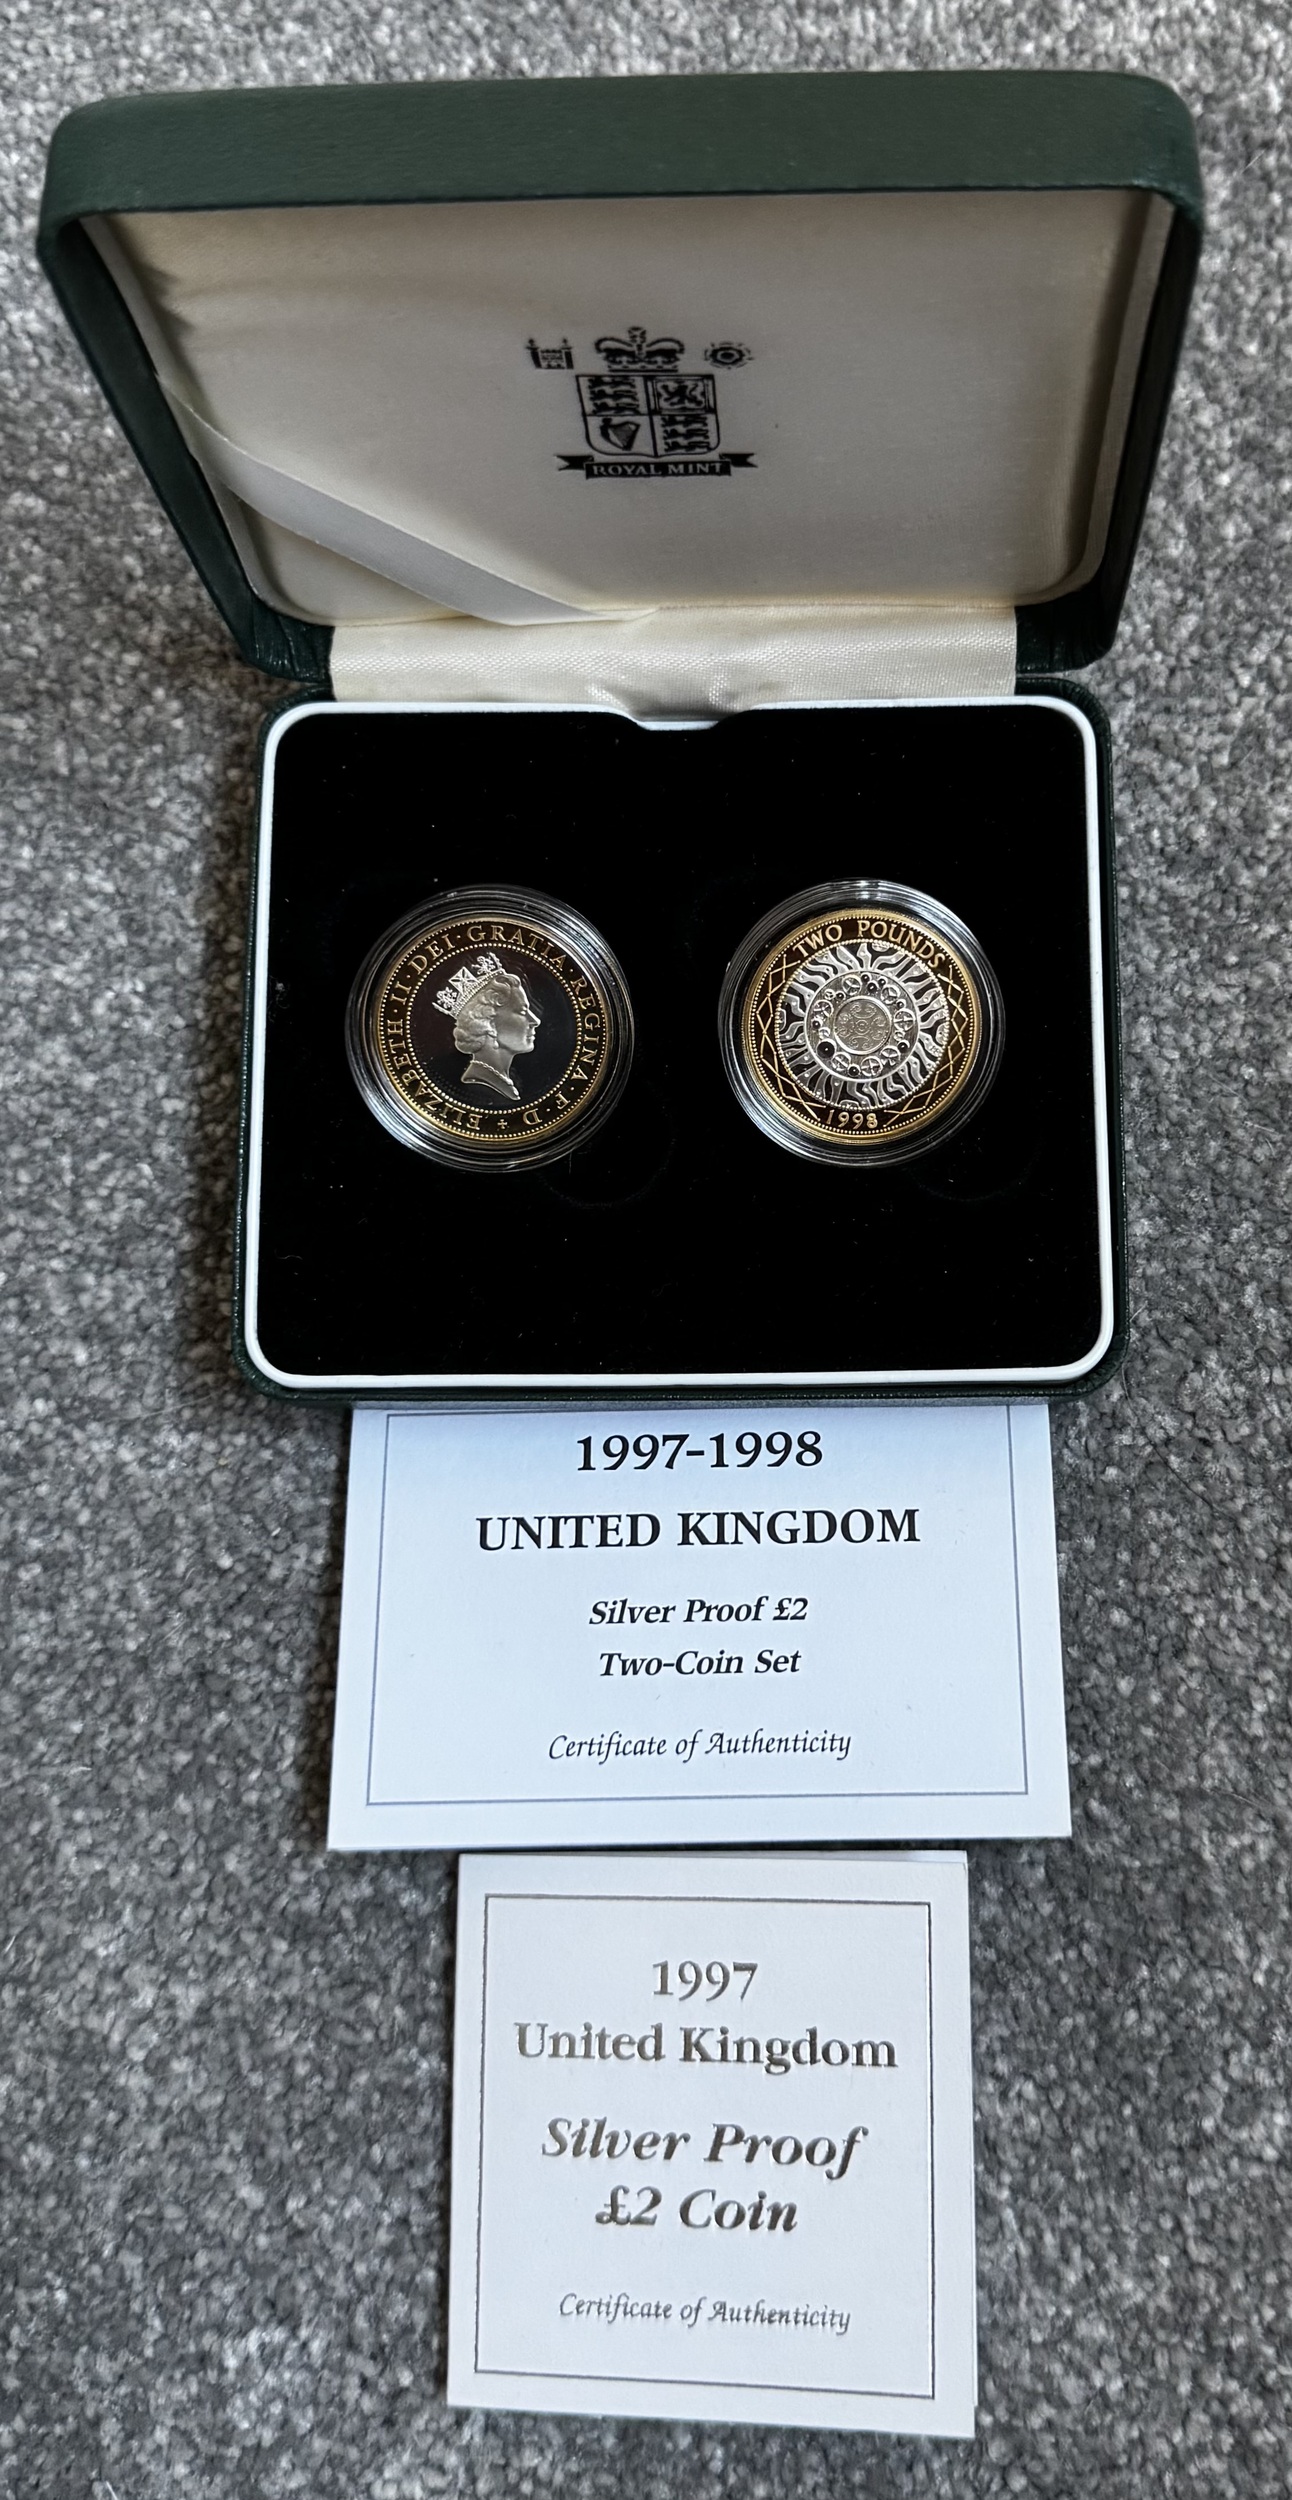 ROYAL MINT
ELIZABETH·II·DEI·GRATIA·REGINA·F·D
TWO POUNDS
1998
1997-1998
UNITED KINGDOM
Silver Proof £2
Two-Coin Set
Certificate of Authenticity
1997
United Kingdom
Silver Proof
£2 Coin
Certificate of Authenticity